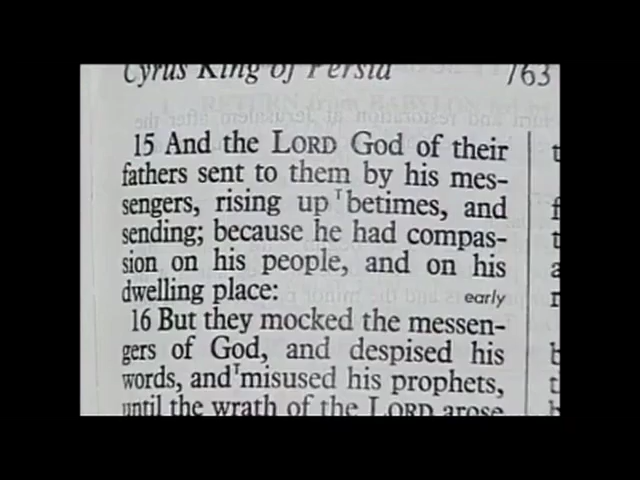 Cyrus King of Persia 763
15 And the LORD God of their
fathers sent to them by his mes-
sengers, rising up ᵀbetimes, and
sending; because he had compas-
sion on his people, and on his
dwelling place: early
16 But they mocked the messen-
gers of God, and despised his
words, andᵀmisused his prophets,
until the wrath of the LORD arose